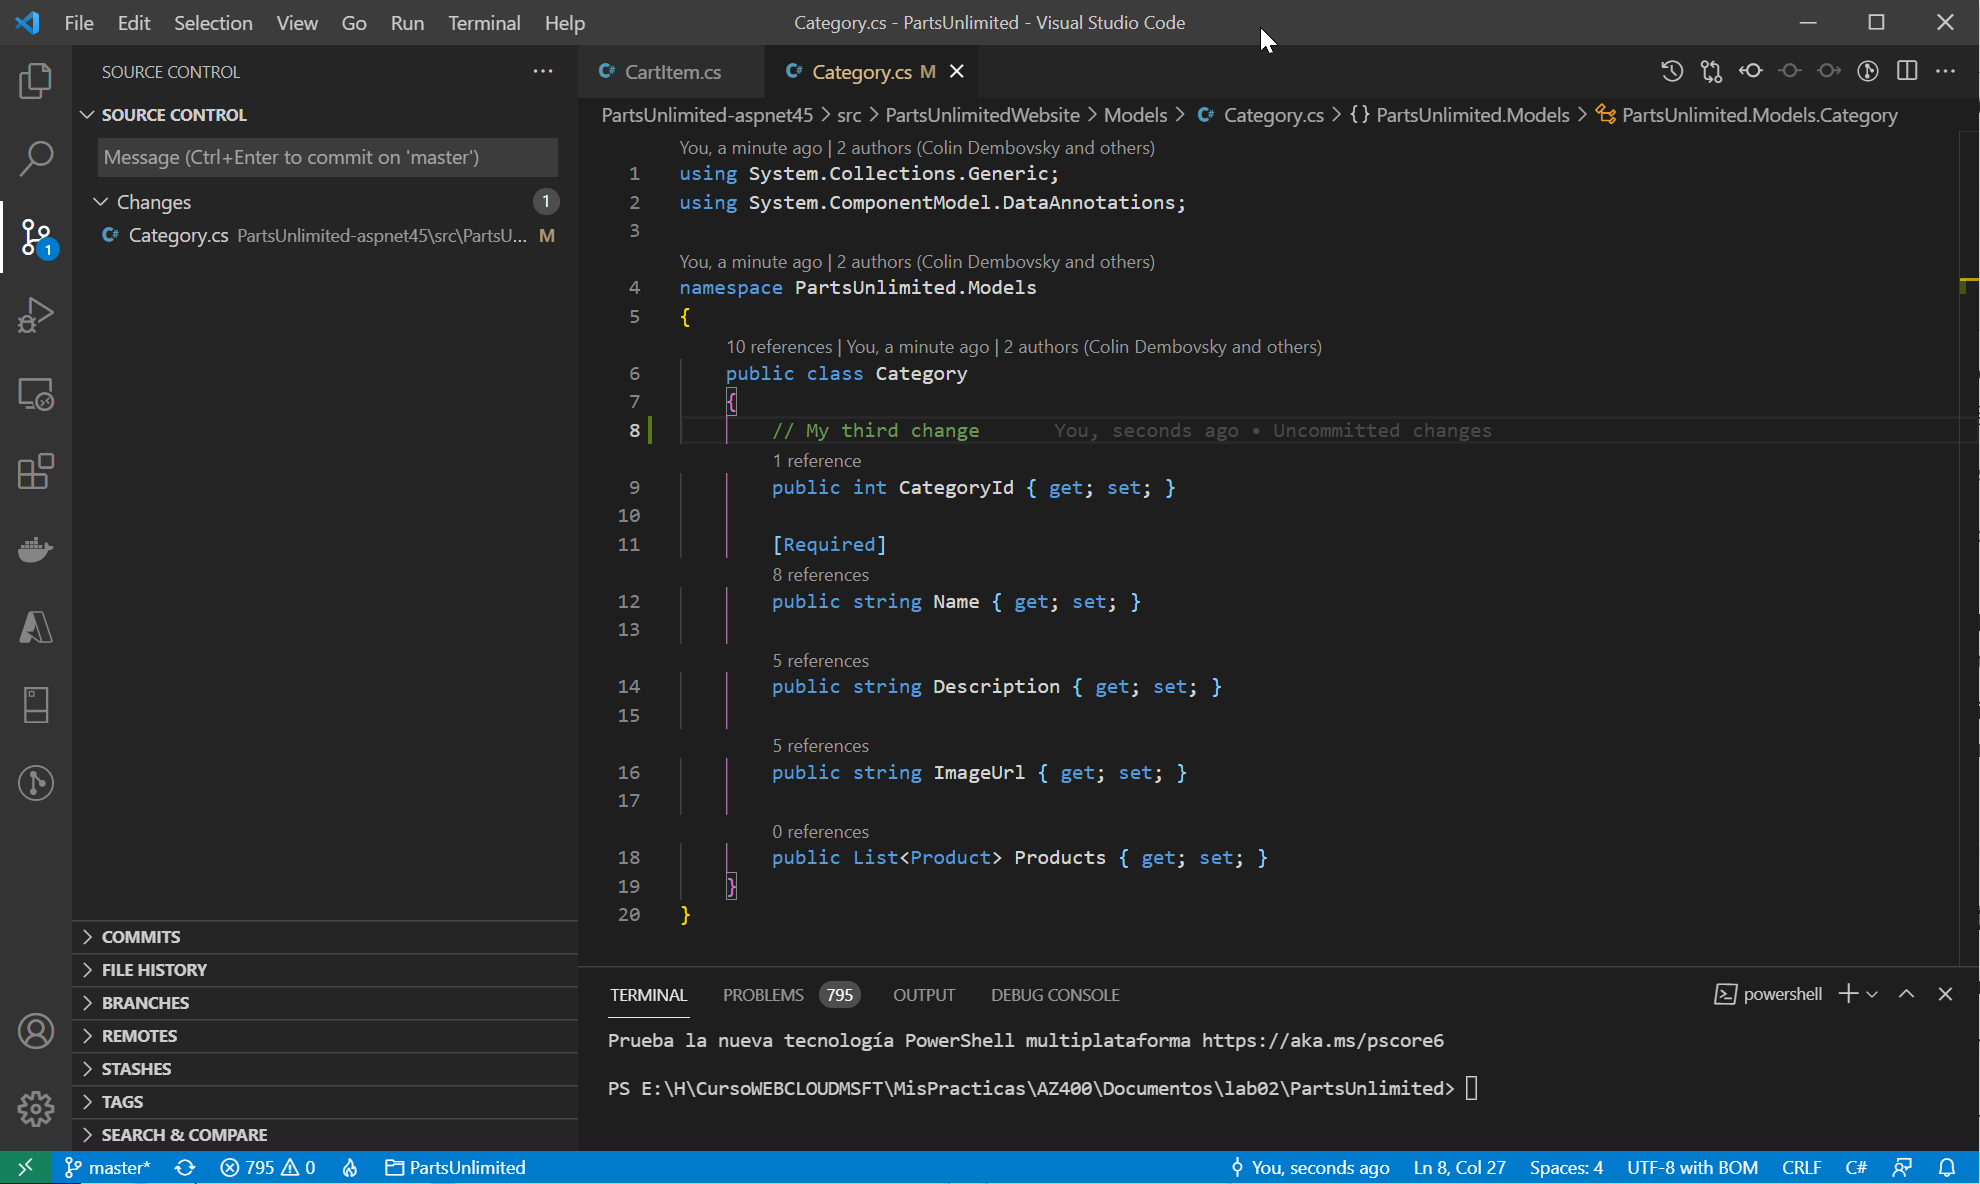 File Edit Selection View Go Run Terminal Help Category.cs - PartsUnlimited - Visual Studio Code
SOURCE CONTROL
SOURCE CONTROL
Message (Ctrl+Enter to commit on 'master')
Changes 1
C# Category.cs PartsUnlimited-aspnet45\src\PartsU... M
1
COMMITS
FILE HISTORY
BRANCHES
REMOTES
STASHES
TAGS
SEARCH & COMPARE
C# CartItem.cs C# Category.cs M
PartsUnlimited-aspnet45 > src > PartsUnlimitedWebsite > Models > C# Category.cs > {} PartsUnlimited.Models > PartsUnlimited.Models.Category
You, a minute ago | 2 authors (Colin Dembovsky and others)
1 using System.Collections.Generic;
2 using System.ComponentModel.DataAnnotations;
3
You, a minute ago | 2 authors (Colin Dembovsky and others)
4 namespace PartsUnlimited.Models
5 {
10 references | You, a minute ago | 2 authors (Colin Dembovsky and others)
6 public class Category
7 {
8 // My third change You, seconds ago • Uncommitted changes
1 reference
9 public int CategoryId { get; set; }
10
11 [Required]
8 references
12 public string Name { get; set; }
13
5 references
14 public string Description { get; set; }
15
5 references
16 public string ImageUrl { get; set; }
17
0 references
18 public List<Product> Products { get; set; }
19 }
20 }
TERMINAL PROBLEMS 795 OUTPUT DEBUG CONSOLE powershell
Prueba la nueva tecnología PowerShell multiplataforma https://aka.ms/pscore6
PS E:\H\CursoWEBCLOUDMSFT\MisPracticas\AZ400\Documentos\lab02\PartsUnlimited>
master* 795 0 PartsUnlimited You, seconds ago Ln 8, Col 27 Spaces: 4 UTF-8 with BOM CRLF C#